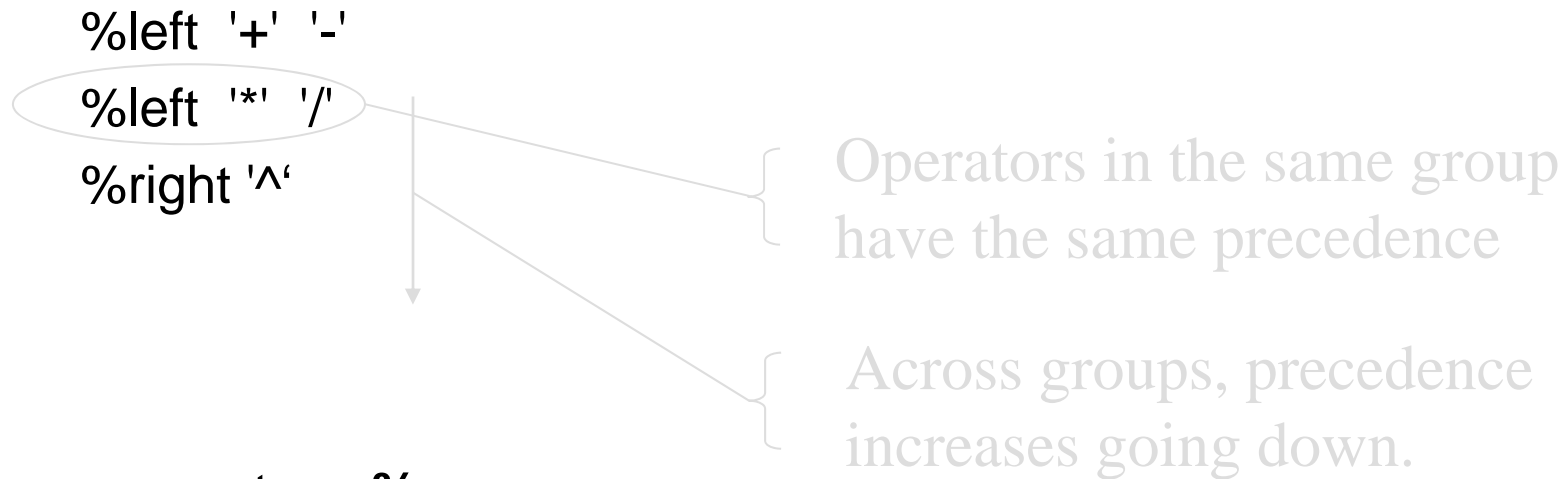 %left '+' '-'
%left '*' '/'
%right '^‘
Operators in the same group
have the same precedence
Across groups, precedence
increases going down.